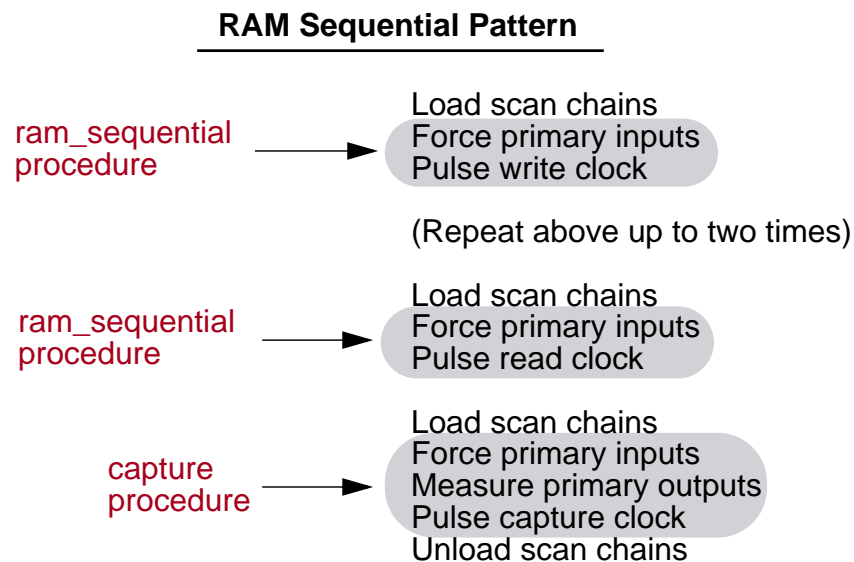 RAM Sequential Pattern
ram_sequential
procedure
Load scan chains
Force primary inputs
Pulse write clock
(Repeat above up to two times)
ram_sequential
procedure
Load scan chains
Force primary inputs
Pulse read clock
capture
procedure
Load scan chains
Force primary inputs
Measure primary outputs
Pulse capture clock
Unload scan chains